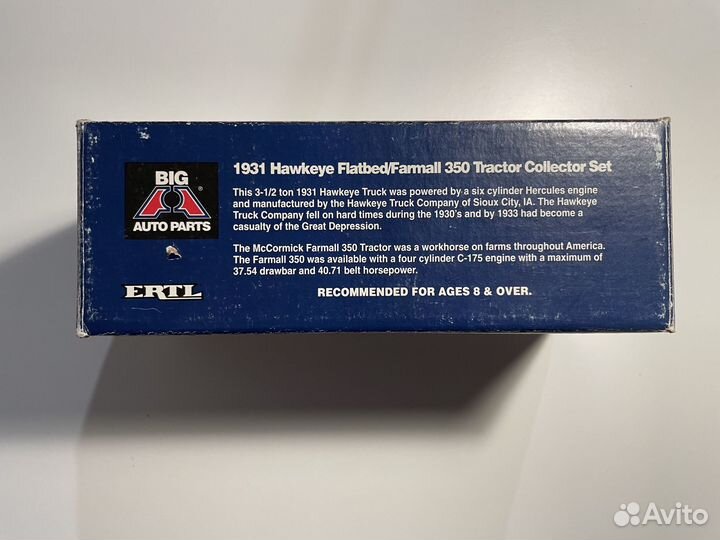 BIG
A
®
AUTO PARTS
ERTL
1931 Hawkeye Flatbed/Farmall 350 Tractor Collector Set
This 3-1/2 ton 1931 Hawkeye Truck was powered by a six cylinder Hercules engine
and manufactured by the Hawkeye Truck Company of Sioux City, IA. The Hawkeye
Truck Company fell on hard times during the 1930's and by 1933 had become a
casualty of the Great Depression.
The McCormick Farmall 350 Tractor was a workhorse on farms throughout America.
The Farmall 350 was available with a four cylinder C-175 engine with a maximum of
37.54 drawbar and 40.71 belt horsepower.
RECOMMENDED FOR AGES 8 & OVER.
Avito